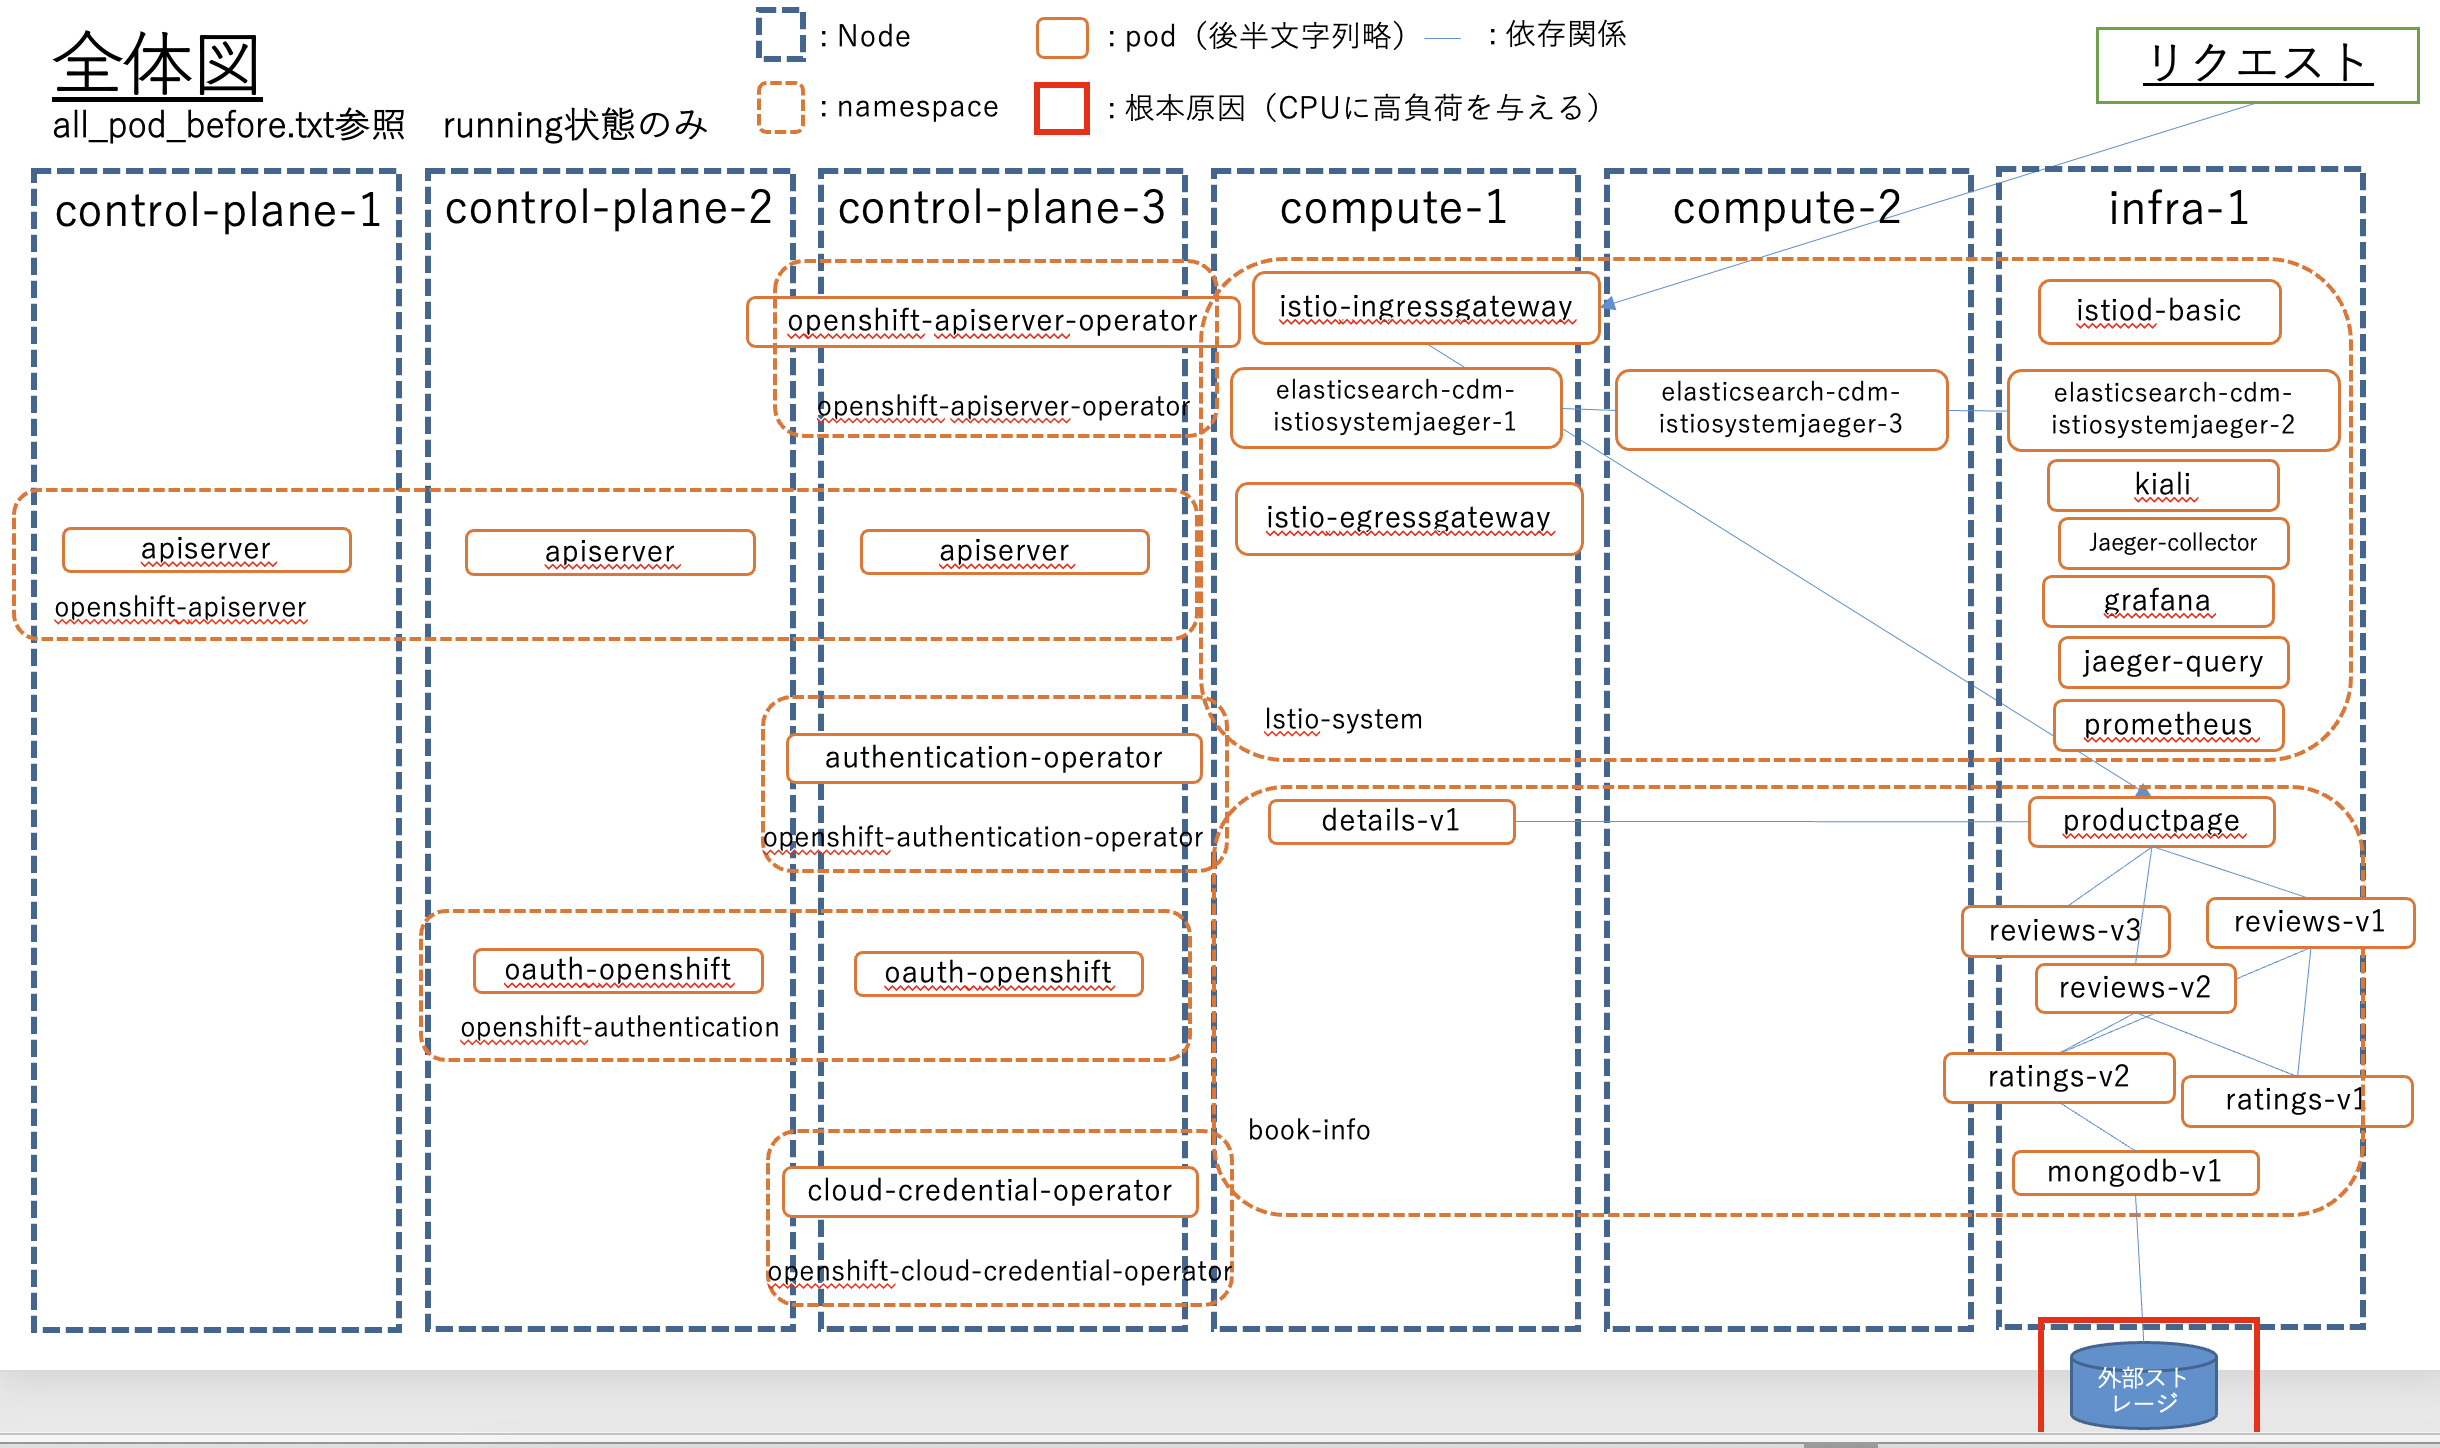 全体図
all_pod_before.txt参照 running状態のみ
：Node
：pod（後半文字列略）
：依存関係
：namespace
：根本原因（CPUに高負荷を与える）
リクエスト
control-plane-1
control-plane-2
control-plane-3
compute-1
compute-2
infra-1
openshift-apiserver-operator
openshift-apiserver-operator
istio-ingressgateway
istiod-basic
elasticsearch-cdm-
istiosystemjaeger-1
elasticsearch-cdm-
istiosystemjaeger-3
elasticsearch-cdm-
istiosystemjaeger-2
kiali
istio-egressgateway
Jaeger-collector
apiserver
apiserver
apiserver
openshift-apiserver
grafana
jaeger-query
prometheus
Istio-system
authentication-operator
openshift-authentication-operator
details-v1
productpage
reviews-v3
reviews-v1
reviews-v2
oauth-openshift
oauth-openshift
openshift-authentication
ratings-v2
ratings-v1
book-info
mongodb-v1
cloud-credential-operator
openshift-cloud-credential-operator
外部スト
レージ